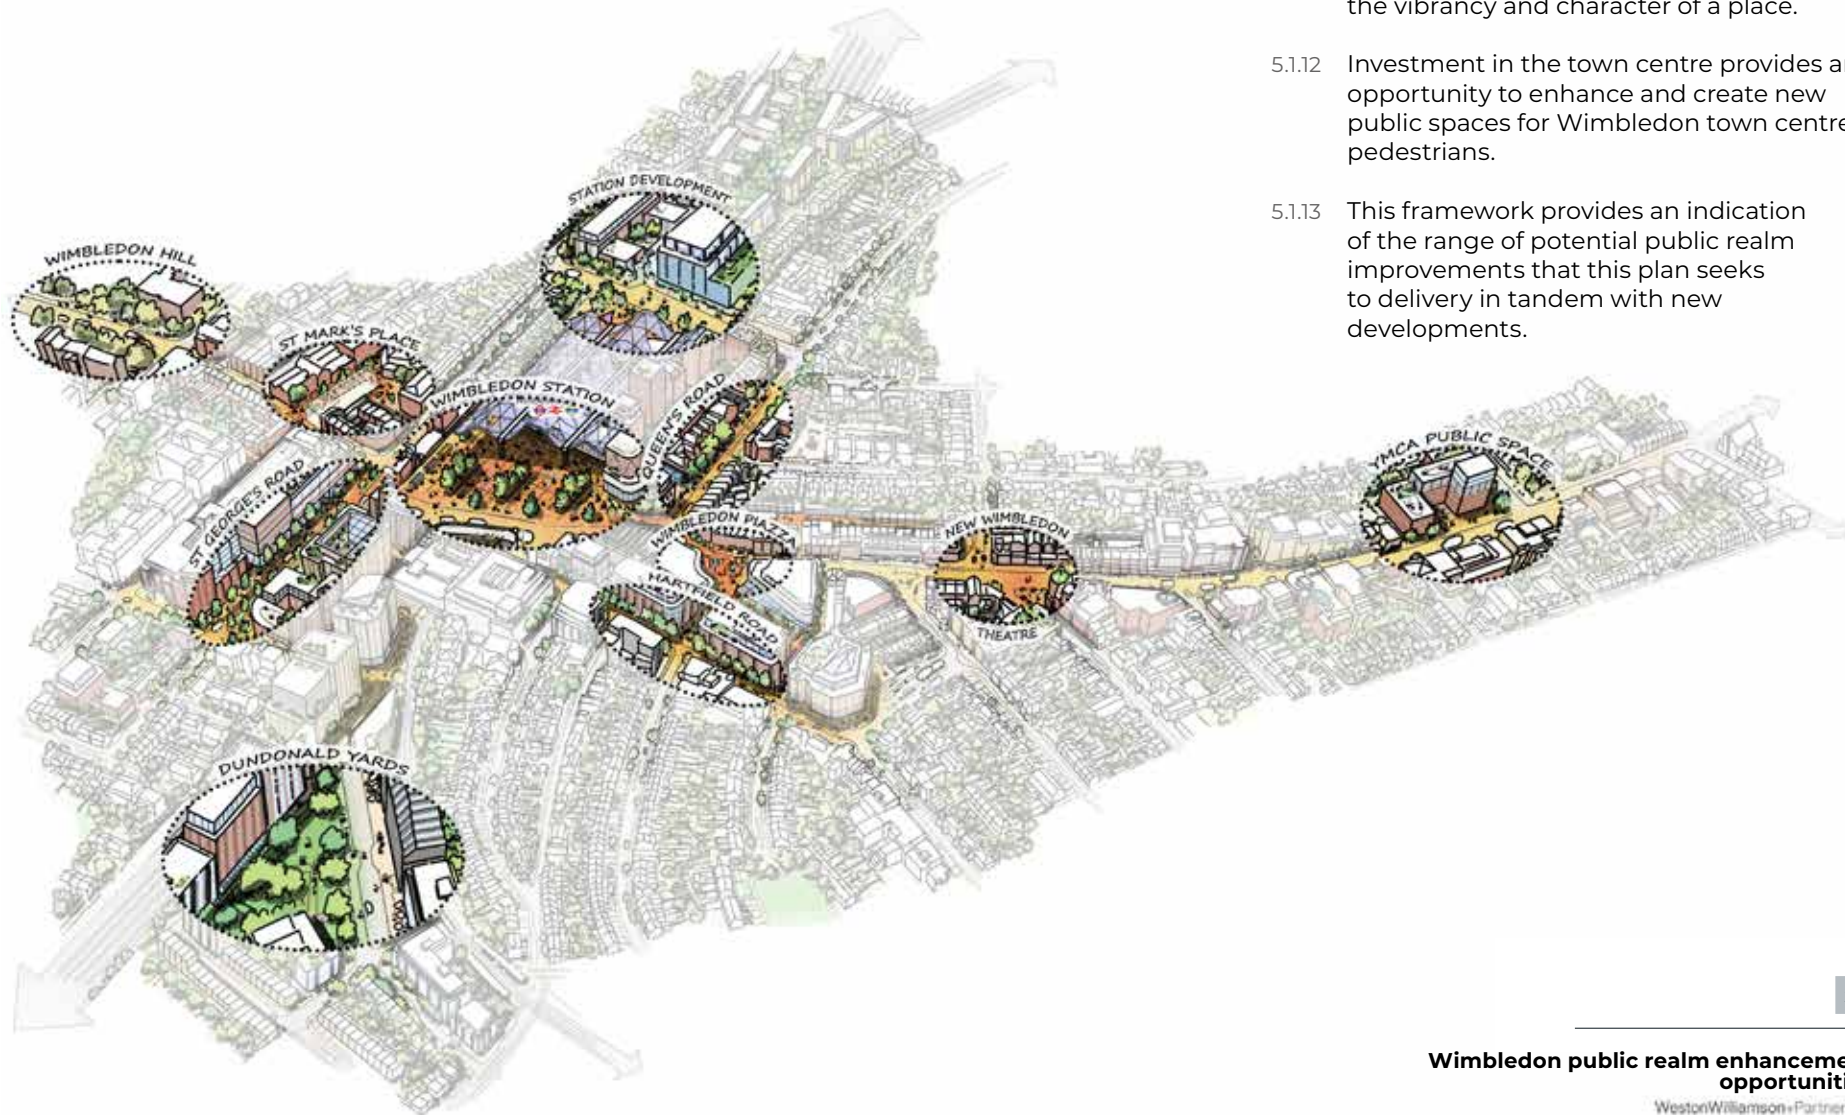 the vibrancy and character of a place.
5.1.12 Investment in the town centre provides a
opportunity to enhance and create new
public spaces for Wimbledon town centre
pedestrians.
5.1.13 This framework provides an indication
of the range of potential public realm
improvements that this plan seeks
to delivery in tandem with new
developments.
STATION DEVELOPMENT
WIMBLEDON HILL
ST MARK'S PLACE
WIMBLEDON STATION
QUEEN'S ROAD
ST GEORGE'S ROAD
WIMBLEDON PIAZZA
HARTFIELD ROAD
NEW WIMBLEDON
THEATRE
YMCA PUBLIC SPACE
DUNDONALD YARDS
Wimbledon public realm enhanceme
opportuniti
WestonWilliamson+Partner